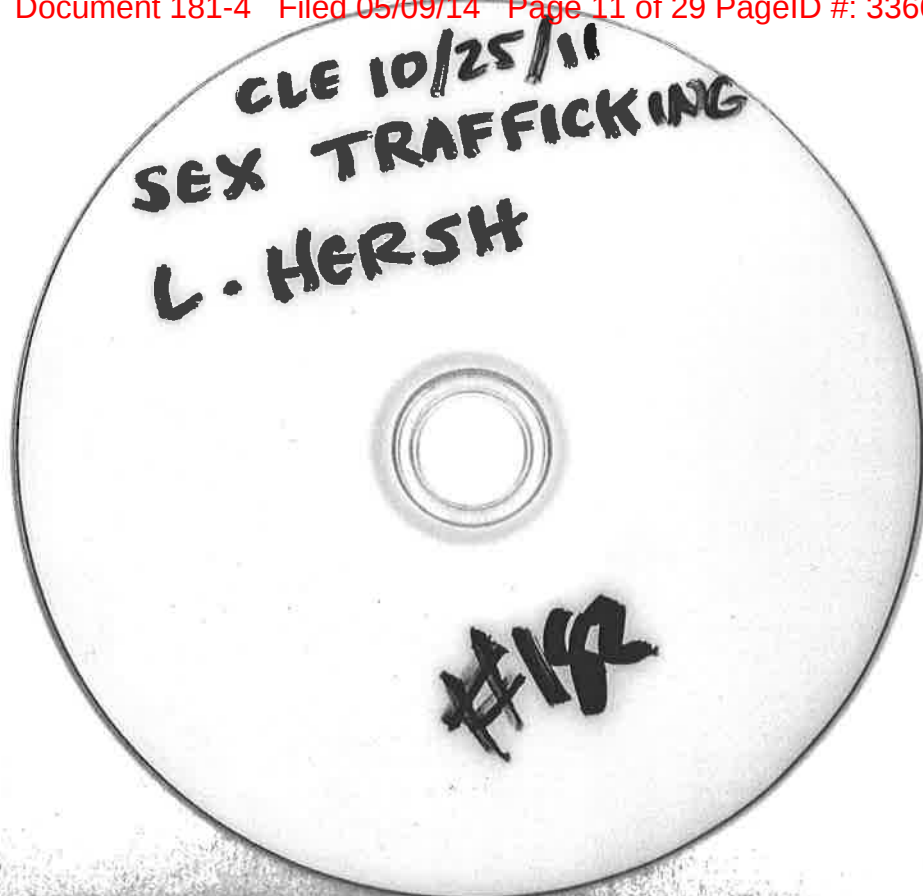 Document 181-4 Filed 05/09/14 Page 11 of 29 PageID #: 3360
CLE 10/25/11
SEX TRAFFICKING
L. HERSH